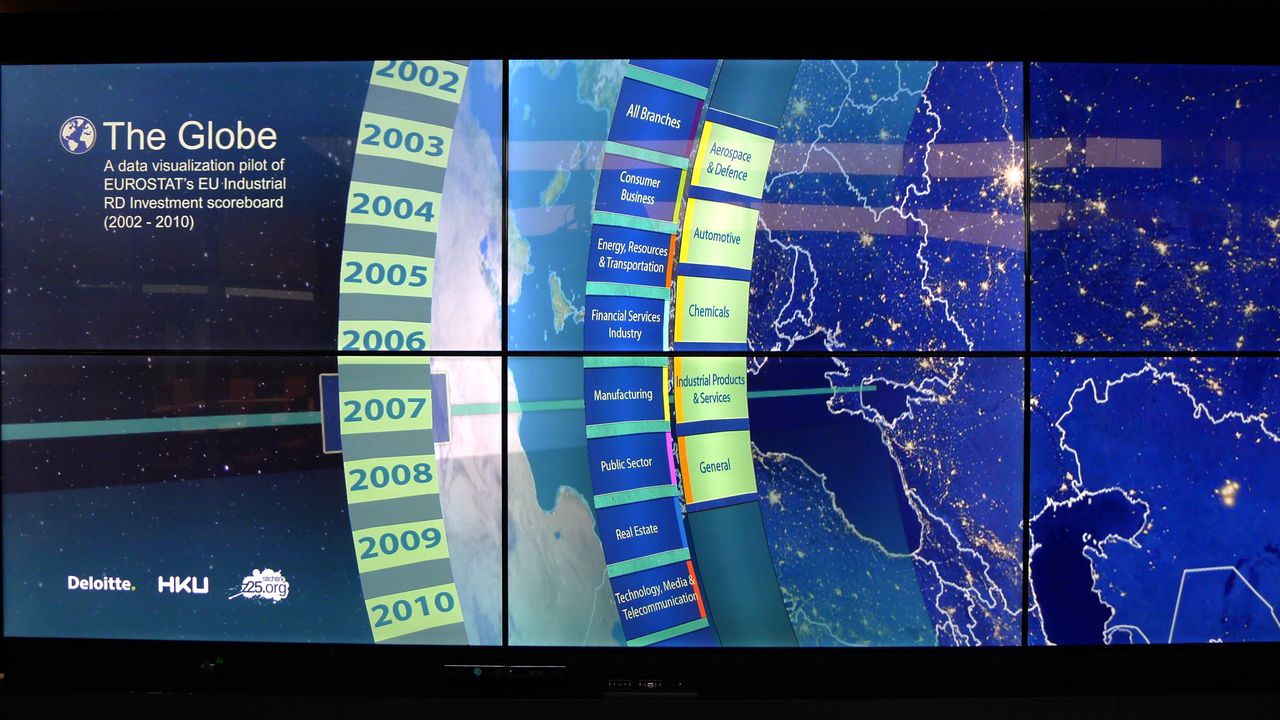 The Globe
A data visualization pilot of
EUROSTAT's EU Industrial
RD Investment scoreboard
(2002 - 2010)
2002
2003
2004
2005
2006
2007
2008
2009
2010
All Branches
Consumer
Business
Energy, Resources
& Transportation
Financial Services
Industry
Manufacturing
Public Sector
Real Estate
Technology, Media &
Telecommunication
Aerospace
& Defence
Automotive
Chemicals
Industrial Products
& Services
General
Deloitte.
HKU
stichting
z25.org